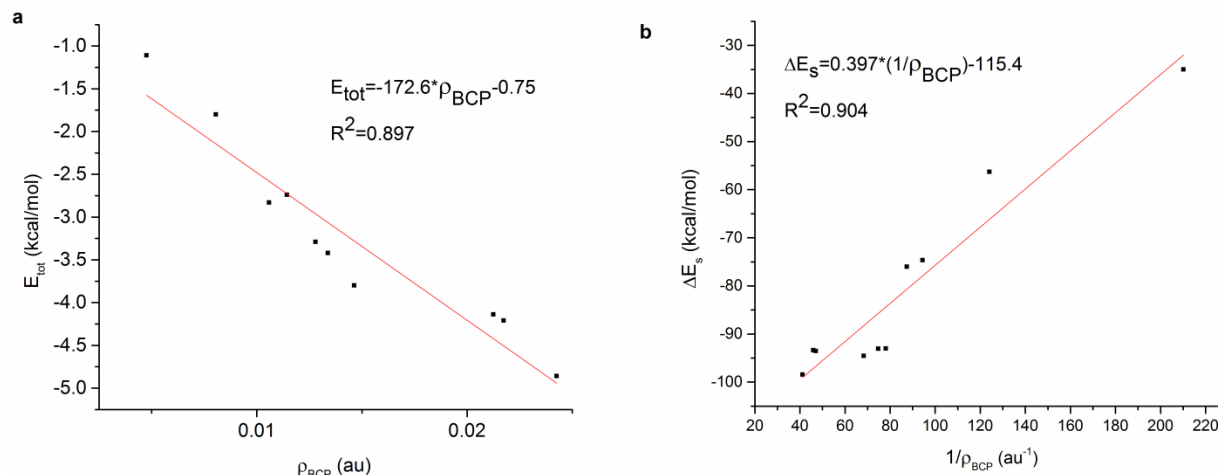 a
E_tot=-172.6*ρ_BCP-0.75
R²=0.897
-1.0
-1.5
-2.0
-2.5
-3.0
-3.5
-4.0
-4.5
-5.0
E_tot (kcal/mol)
0.01 0.02
ρ_BCP (au)
b
ΔE_s=0.397*(1/ρ_BCP)-115.4
R²=0.904
-30
-40
-50
-60
-70
-80
-90
-100
ΔE_s (kcal/mol)
20 40 60 80 100 120 140 160 180 200 220
1/ρ_BCP (au⁻¹)